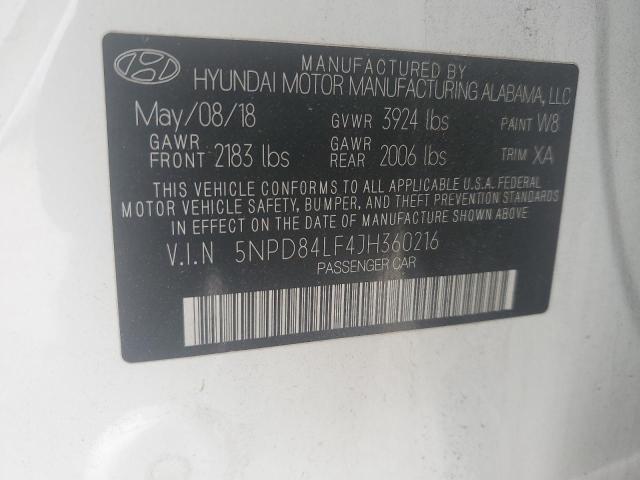 MANUFACTURED BY
HYUNDAI MOTOR MANUFACTURING ALABAMA, LLC
May/08/18 GVWR 3924 lbs PAINT W8
GAWR FRONT 2183 lbs GAWR REAR 2006 lbs TRIM XA
THIS VEHICLE CONFORMS TO ALL APPLICABLE U.S.A. FEDERAL
MOTOR VEHICLE SAFETY, BUMPER, AND THEFT PREVENTION STANDARDS
IN EFFECT ON THE DATE OF MANUFACTURE SHOWN ABOVE.
V.I.N 5NPD84LF4JH360216
PASSENGER CAR